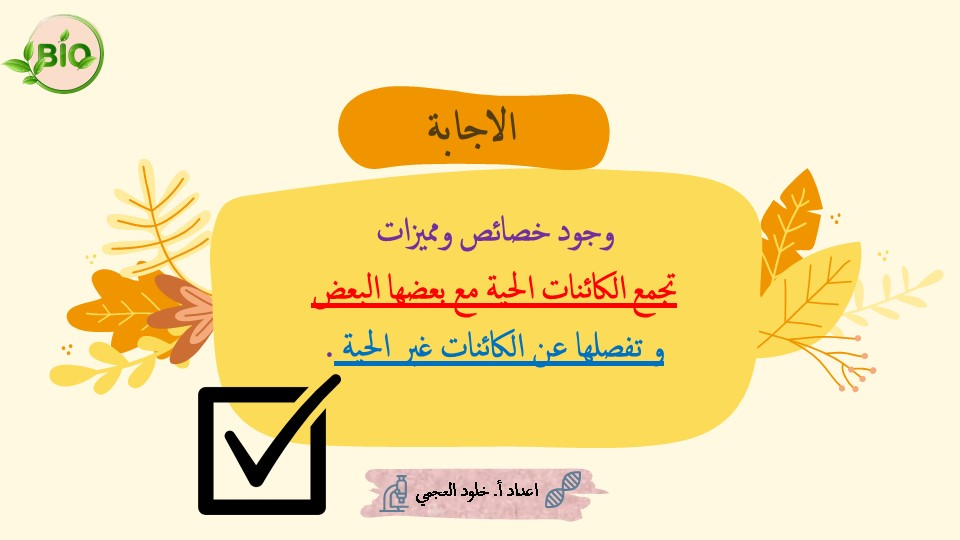 BIO
الاجابة
وجود خصائص ومميزات
تجمع الكائنات الحية مع بعضها البعض
و تفصلها عن الكائنات غير الحية .
اعداد أ. خلود العجمي